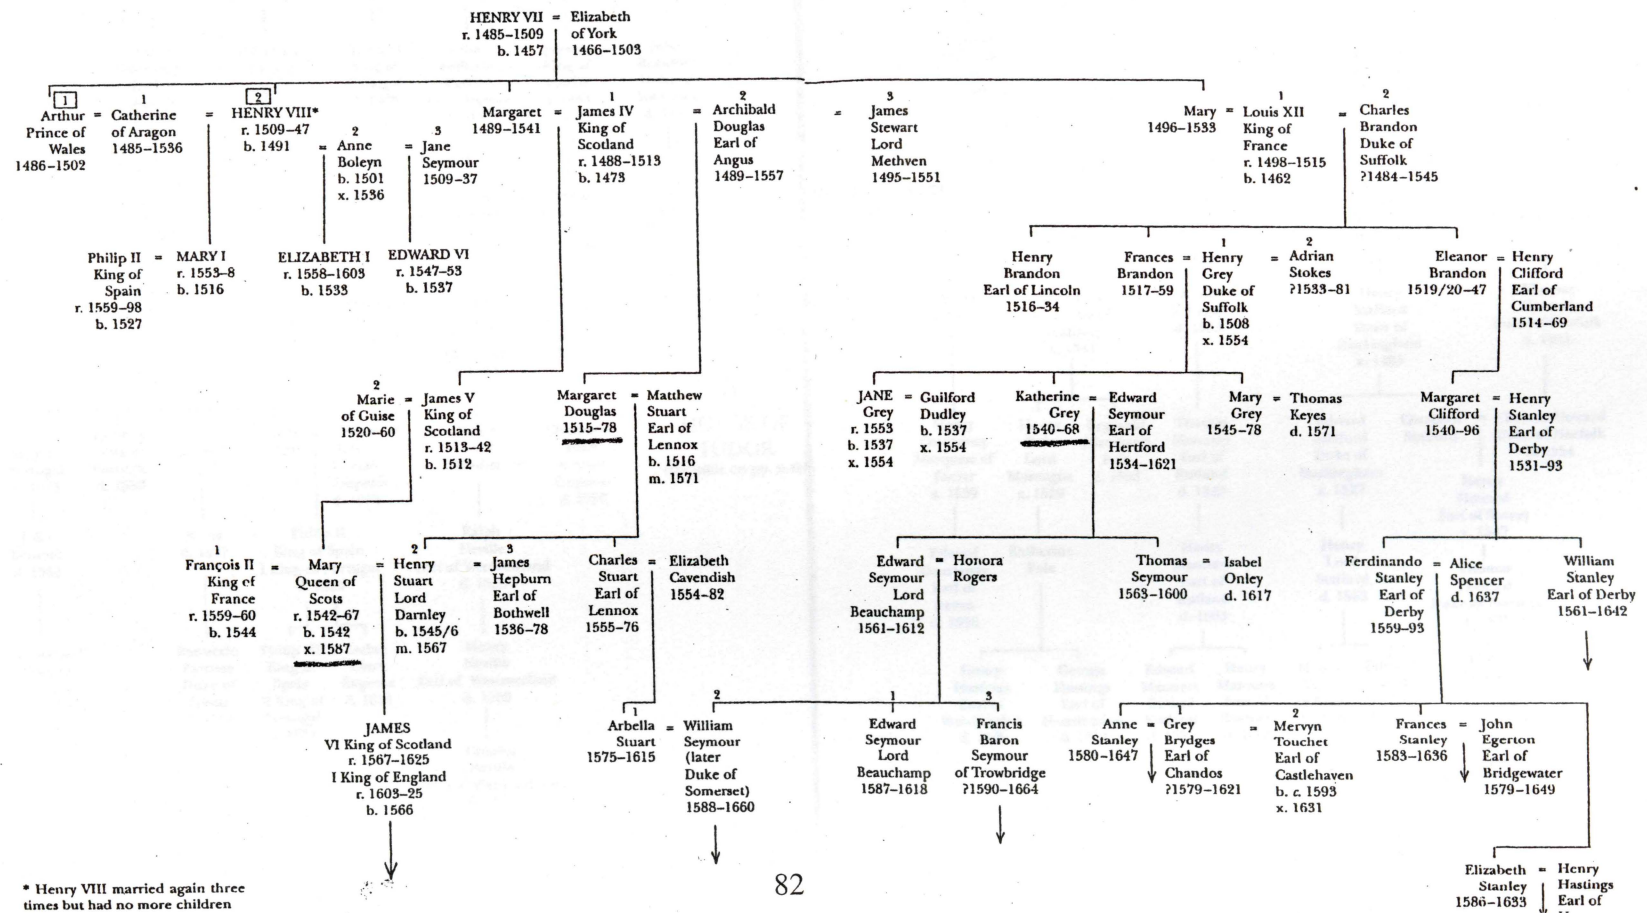 HENRY VII = Elizabeth
r. 1485–1509 of York
b. 1457 1466–1503
1
Arthur = Catherine
Prince of of Aragon
Wales 1485–1536
1486–1502
1
=
2
HENRY VIII*
r. 1509–47
b. 1491
2
= Anne
Boleyn
b. 1501
x. 1536
3
= Jane
Seymour
1509–37
Margaret =
1489–1541
1
James IV
King of
Scotland
r. 1488–1513
b. 1473
2
= Archibald
Douglas
Earl of
Angus
1489–1557
3
= James
Stewart
Lord
Methven
1495–1551
Mary =
1496–1533
1
Louis XII
King of
France
r. 1498–1515
b. 1462
2
= Charles
Brandon
Duke of
Suffolk
?1484–1545
Philip II =
King of
Spain
r. 1559–98
b. 1527
MARY I
r. 1553–8
b. 1516
ELIZABETH I
r. 1558–1603
b. 1533
EDWARD VI
r. 1547–53
b. 1537
Henry
Brandon
Earl of Lincoln
1516–34
Frances =
Brandon
1517–59
1
Henry
Grey
Duke of
Suffolk
b. 1508
x. 1554
2
= Adrian
Stokes
?1533–81
Eleanor =
Brandon
1519/20–47
Henry
Clifford
Earl of
Cumberland
1514–69
2
Marie =
of Guise
1520–60
James V
King of
Scotland
r. 1513–42
b. 1512
Margaret =
Douglas
1515–78
Matthew
Stuart
Earl of
Lennox
b. 1516
m. 1571
JANE =
Grey
r. 1553
b. 1537
x. 1554
Guilford
Dudley
b. 1537
x. 1554
Katherine =
Grey
1540–68
Edward
Seymour
Earl of
Hertford
1534–1621
Mary =
Grey
1545–78
Thomas
Keyes
d. 1571
Margaret =
Clifford
1540–96
Henry
Stanley
Earl of
Derby
1531–93
1
François II =
King of
France
r. 1559–60
b. 1544
Mary
Queen of
Scots
r. 1542–67
b. 1542
x. 1587
2
= Henry
Stuart
Lord
Darnley
b. 1545/6
m. 1567
3
= James
Hepburn
Earl of
Bothwell
1536–78
Charles =
Stuart
Earl of
Lennox
1555–76
Elizabeth
Cavendish
1554–82
Edward =
Seymour
Lord
Beauchamp
1561–1612
Honora
Rogers
Thomas =
Seymour
1563–1600
Isabel
Onley
d. 1617
Ferdinando =
Stanley
Earl of
Derby
1559–93
Alice
Spencer
d. 1637
William
Stanley
Earl of Derby
1561–1642
JAMES
VI King of Scotland
r. 1567–1625
I King of England
r. 1603–25
b. 1566
1
Arbella =
Stuart
1575–1615
2
William
Seymour
(later
Duke of
Somerset)
1588–1660
1
Edward
Seymour
Lord
Beauchamp
1587–1618
3
Francis
Baron
Seymour
of Trowbridge
?1590–1664
Anne =
Stanley
1580–1647
1
Grey
Brydges
Earl of
Chandos
?1579–1621
2
= Mervyn
Touchet
Earl of
Castlehaven
b. c. 1593
x. 1631
Frances =
Stanley
1583–1636
John
Egerton
Earl of
Bridgewater
1579–1649
Elizabeth = Henry
Stanley Hastings
1586–1633 Earl of
* Henry VIII married again three
times but had no more children
82